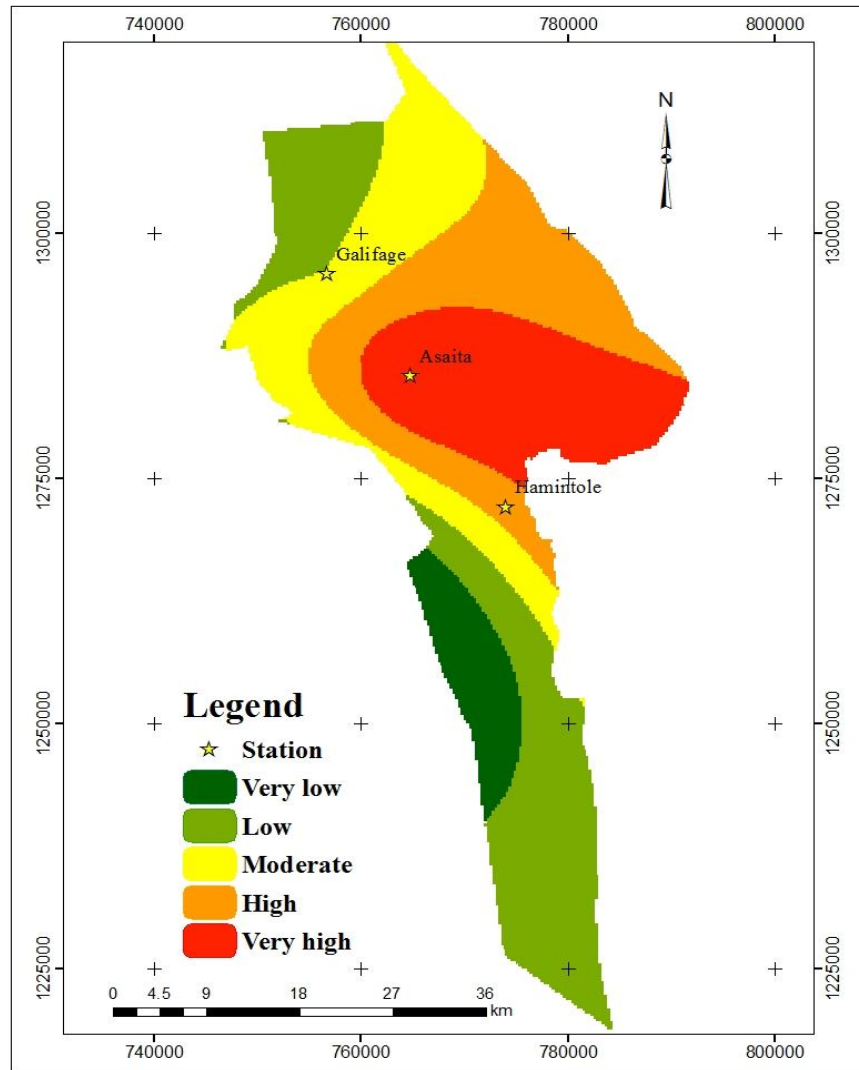 740000 760000 780000 800000
N
1300000 1300000
Galifage
Asaita
1275000 1275000
Hamintole
Legend
1250000 1250000
Station
Very low
Low
Moderate
High
Very high
1225000 1225000
0 4.5 9 18 27 36
km
740000 760000 780000 800000